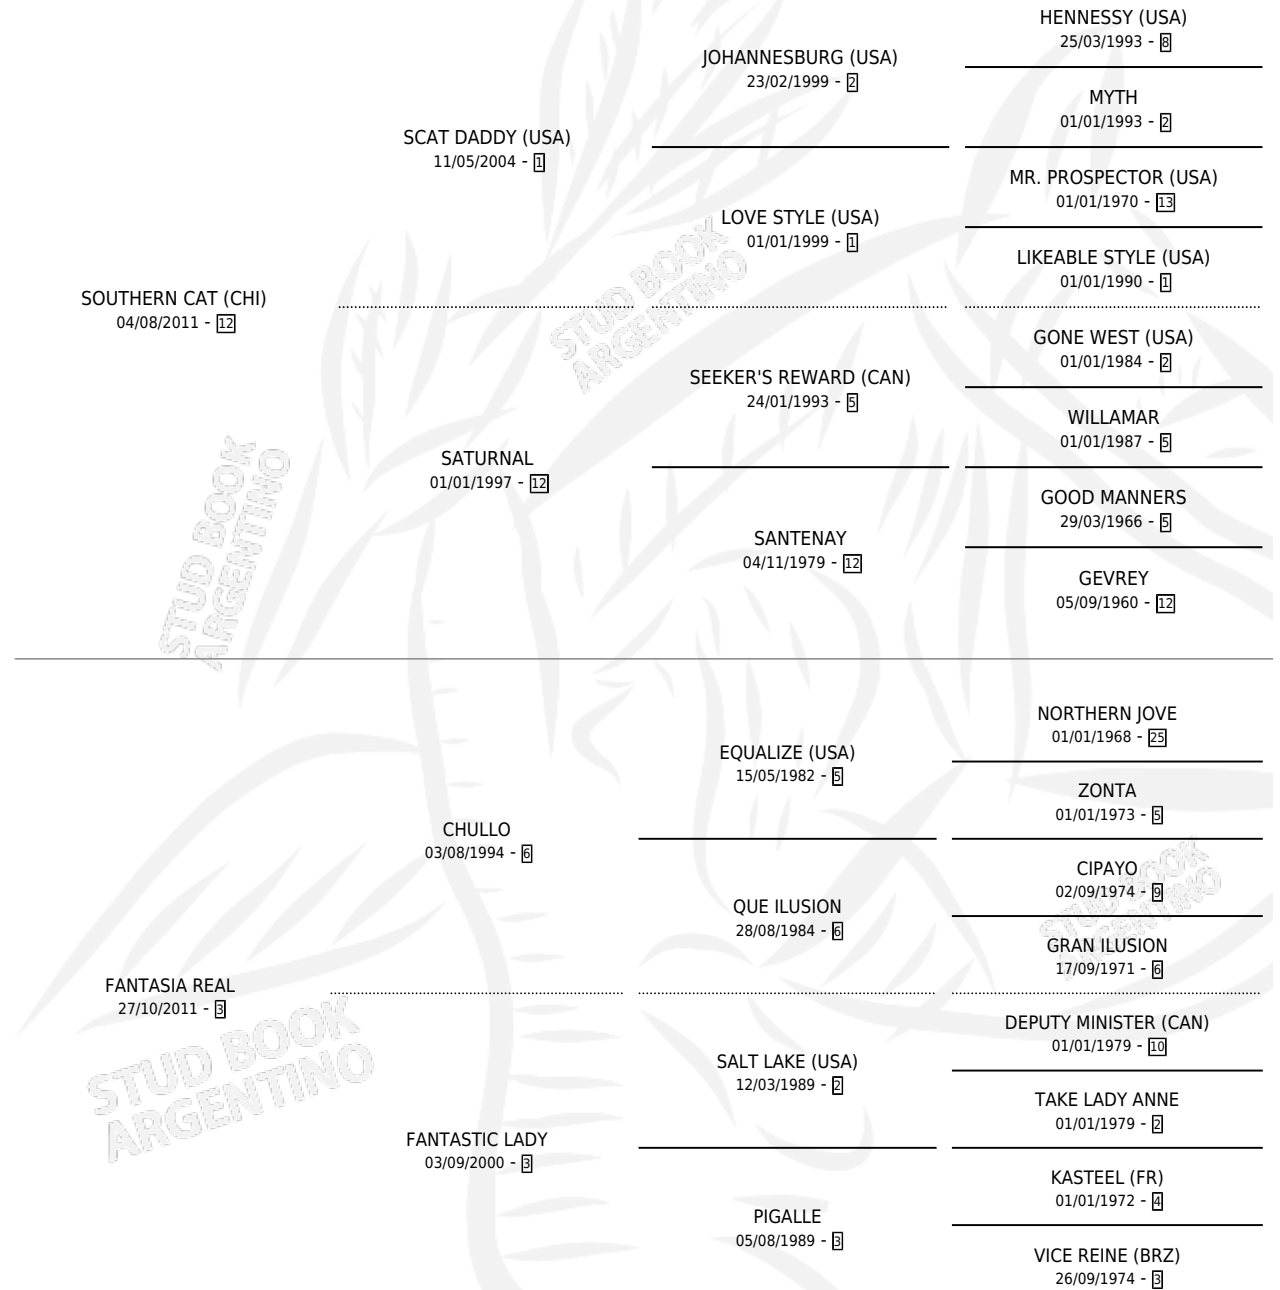 HENNESSY (USA)
25/03/1993 - 8
JOHANNESBURG (USA)
23/02/1999 - 2
MYTH
01/01/1993 - 2
SCAT DADDY (USA)
11/05/2004 - 1
MR. PROSPECTOR (USA)
01/01/1970 - 13
LOVE STYLE (USA)
01/01/1999 - 1
LIKEABLE STYLE (USA)
01/01/1990 - 1
SOUTHERN CAT (CHI)
04/08/2011 - 12
STUD BOOK
ARGENTINO
GONE WEST (USA)
01/01/1984 - 2
SEEKER'S REWARD (CAN)
24/01/1993 - 5
WILLAMAR
01/01/1987 - 5
SATURNAL
01/01/1997 - 12
GOOD MANNERS
29/03/1966 - 5
SANTENAY
04/11/1979 - 12
GEVREY
05/09/1960 - 12
STUD BOOK
ARGENTINO
NORTHERN JOVE
01/01/1968 - 25
EQUALIZE (USA)
15/05/1982 - 5
ZONTA
01/01/1973 - 5
CHULLO
03/08/1994 - 6
CIPAYO
02/09/1974 - 9
STUD BOOK
ARGENTINO
QUE ILUSION
28/08/1984 - 6
GRAN ILUSION
17/09/1971 - 6
FANTASIA REAL
27/10/2011 - 3
STUD BOOK
ARGENTINO
DEPUTY MINISTER (CAN)
01/01/1979 - 10
SALT LAKE (USA)
12/03/1989 - 2
TAKE LADY ANNE
01/01/1979 - 2
FANTASTIC LADY
03/09/2000 - 3
KASTEEL (FR)
01/01/1972 - 4
PIGALLE
05/08/1989 - 3
VICE REINE (BRZ)
26/09/1974 - 3